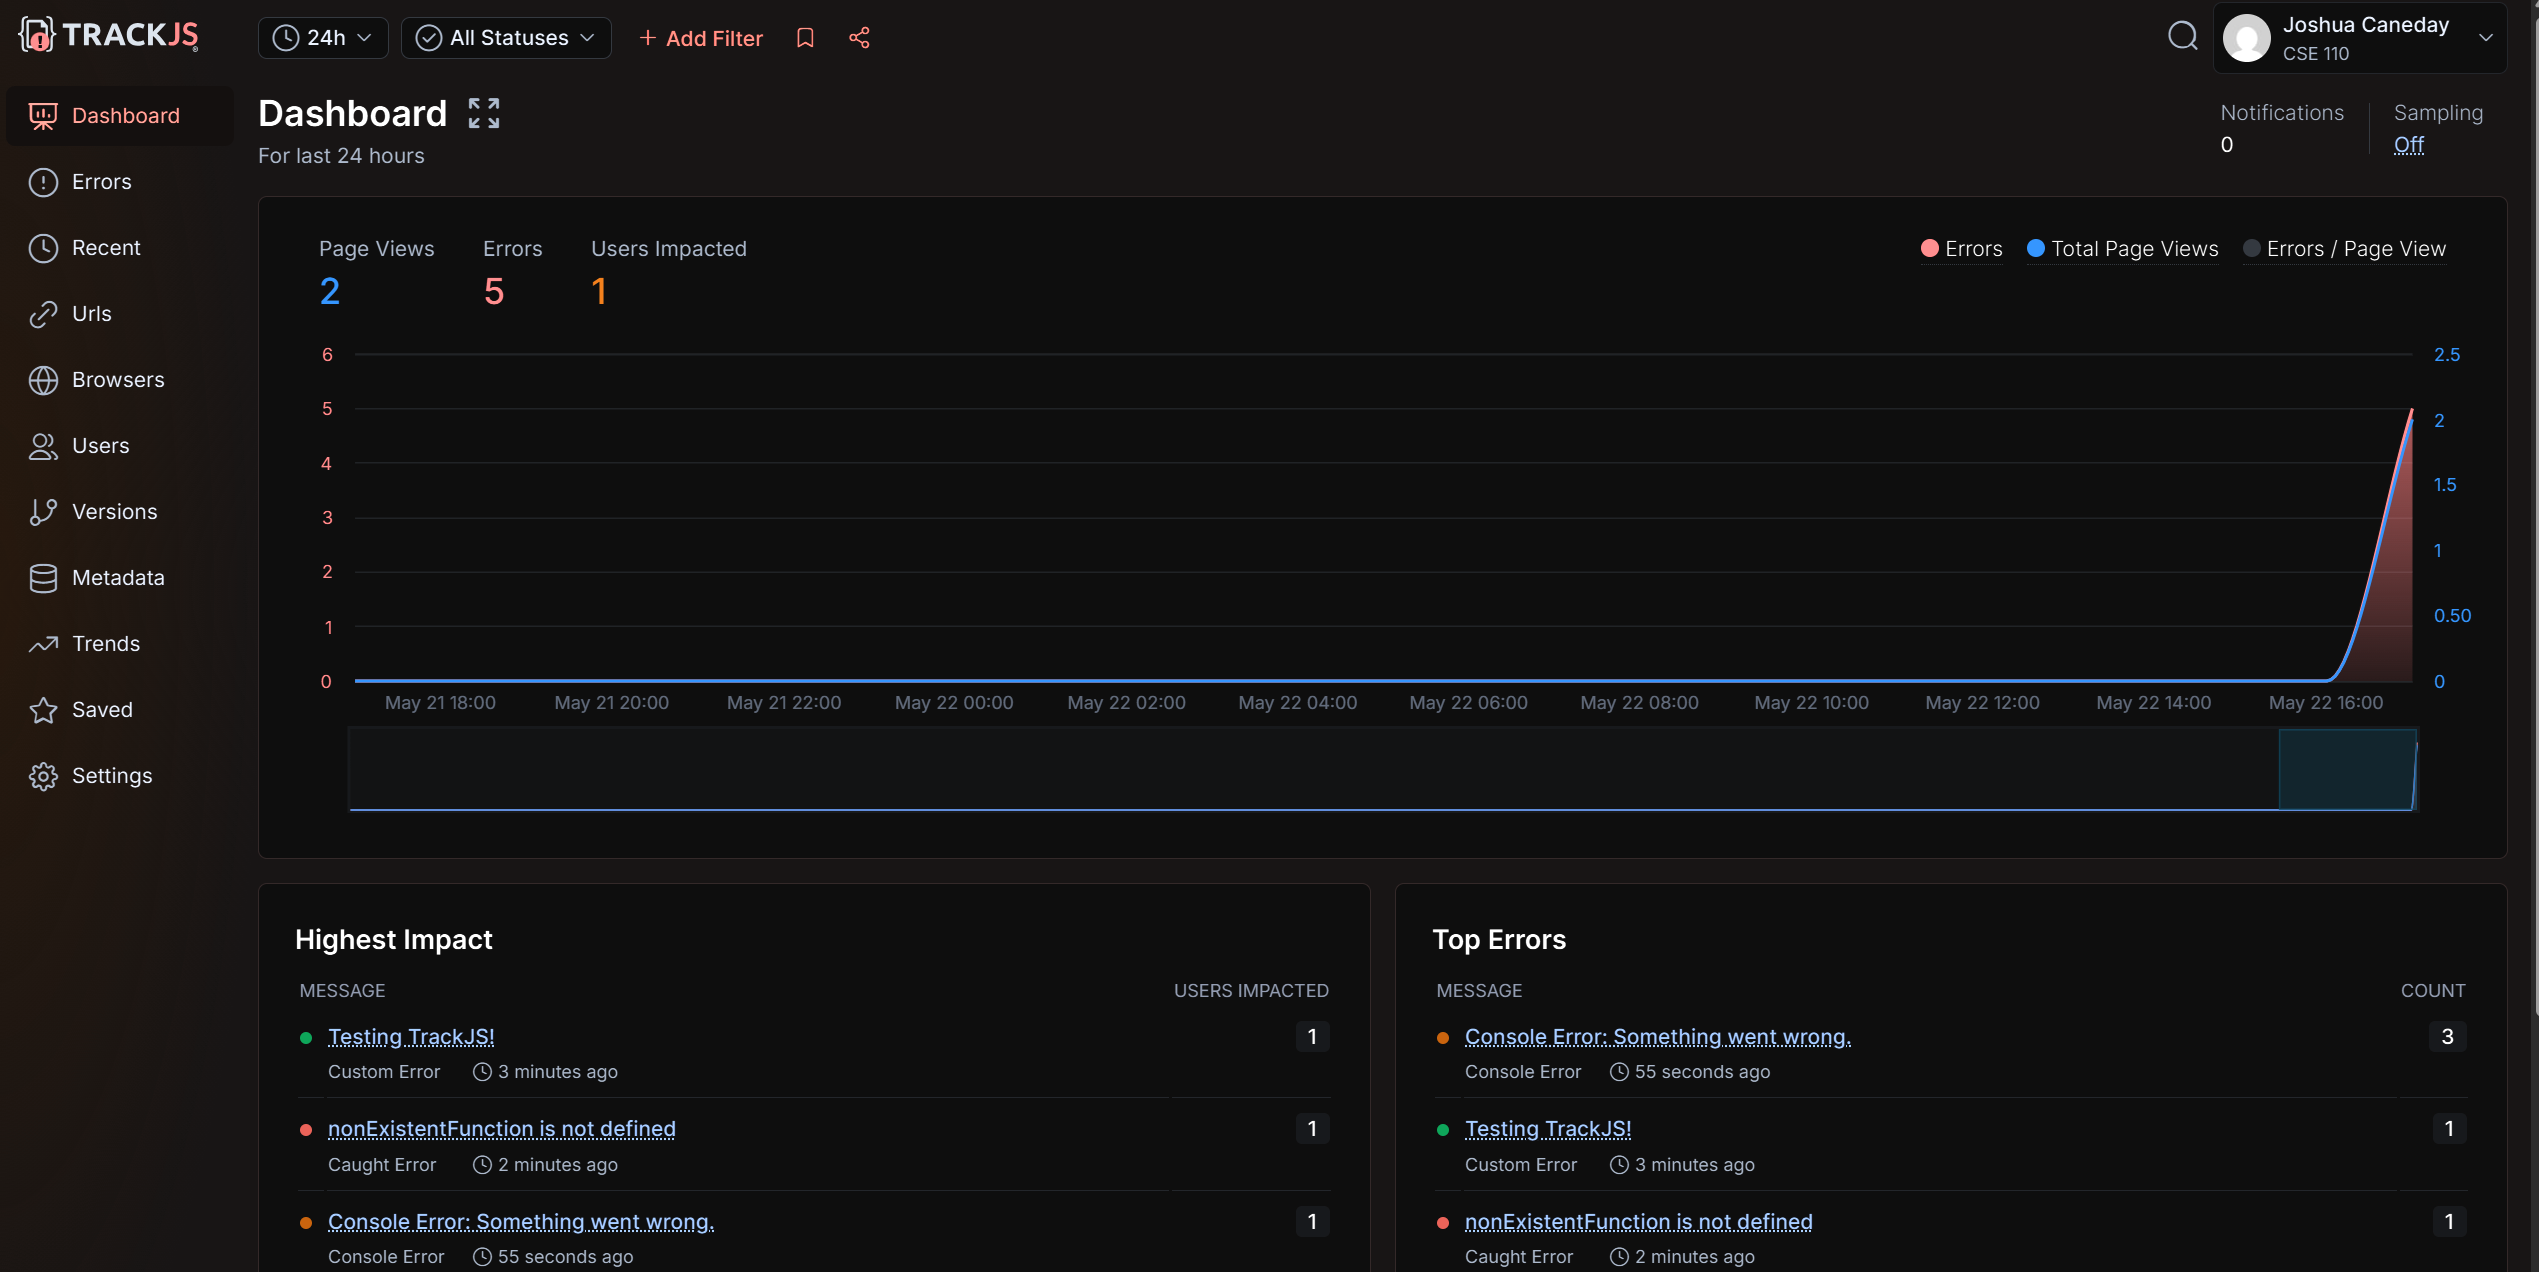 TRACKJS
24h
All Statuses
+ Add Filter
Joshua Caneday
CSE 110
Dashboard
Errors
Recent
Urls
Browsers
Users
Versions
Metadata
Trends
Saved
Settings
Dashboard
For last 24 hours
Notifications
0
Sampling
Off
Page Views
2
Errors
5
Users Impacted
1
Errors
Total Page Views
Errors / Page View
6
5
4
3
2
1
0
2.5
2
1.5
1
0.50
0
May 21 18:00
May 21 20:00
May 21 22:00
May 22 00:00
May 22 02:00
May 22 04:00
May 22 06:00
May 22 08:00
May 22 10:00
May 22 12:00
May 22 14:00
May 22 16:00
Highest Impact
MESSAGE USERS IMPACTED
Testing TrackJS! 1
Custom Error 3 minutes ago
nonExistentFunction is not defined 1
Caught Error 2 minutes ago
Console Error: Something went wrong. 1
Console Error 55 seconds ago
Top Errors
MESSAGE COUNT
Console Error: Something went wrong. 3
Console Error 55 seconds ago
Testing TrackJS! 1
Custom Error 3 minutes ago
nonExistentFunction is not defined 1
Caught Error 2 minutes ago